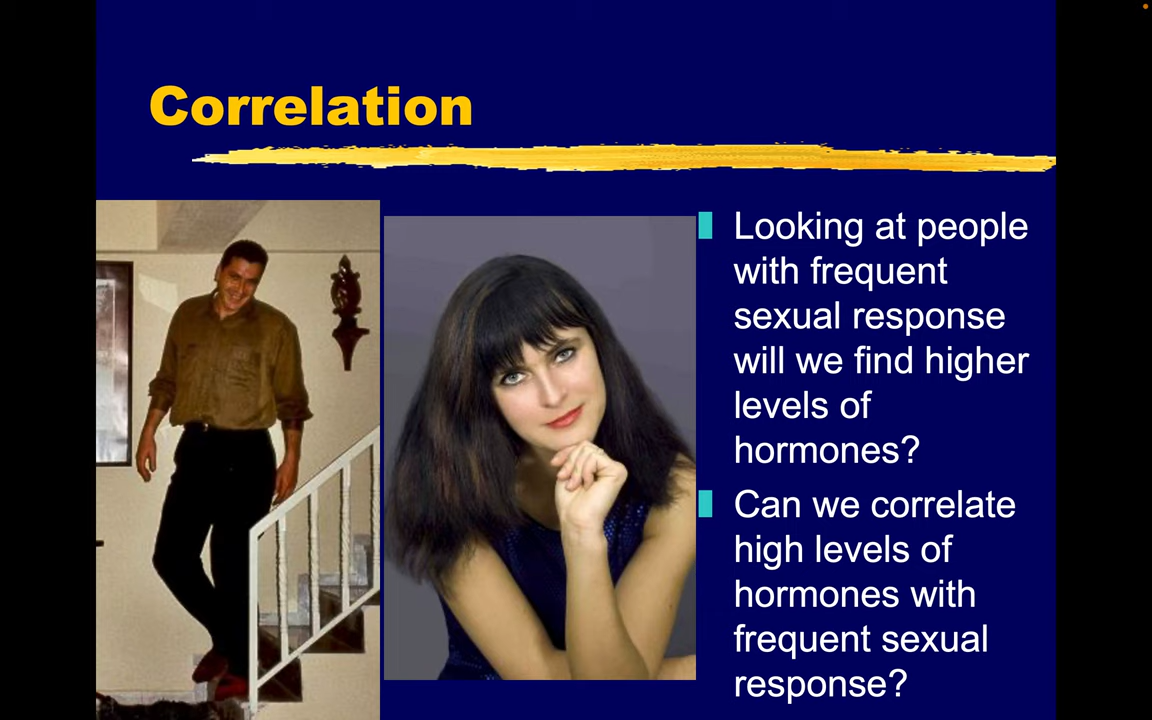 Correlation
Looking at people
with frequent
sexual response
will we find higher
levels of
hormones?
Can we correlate
high levels of
hormones with
frequent sexual
response?